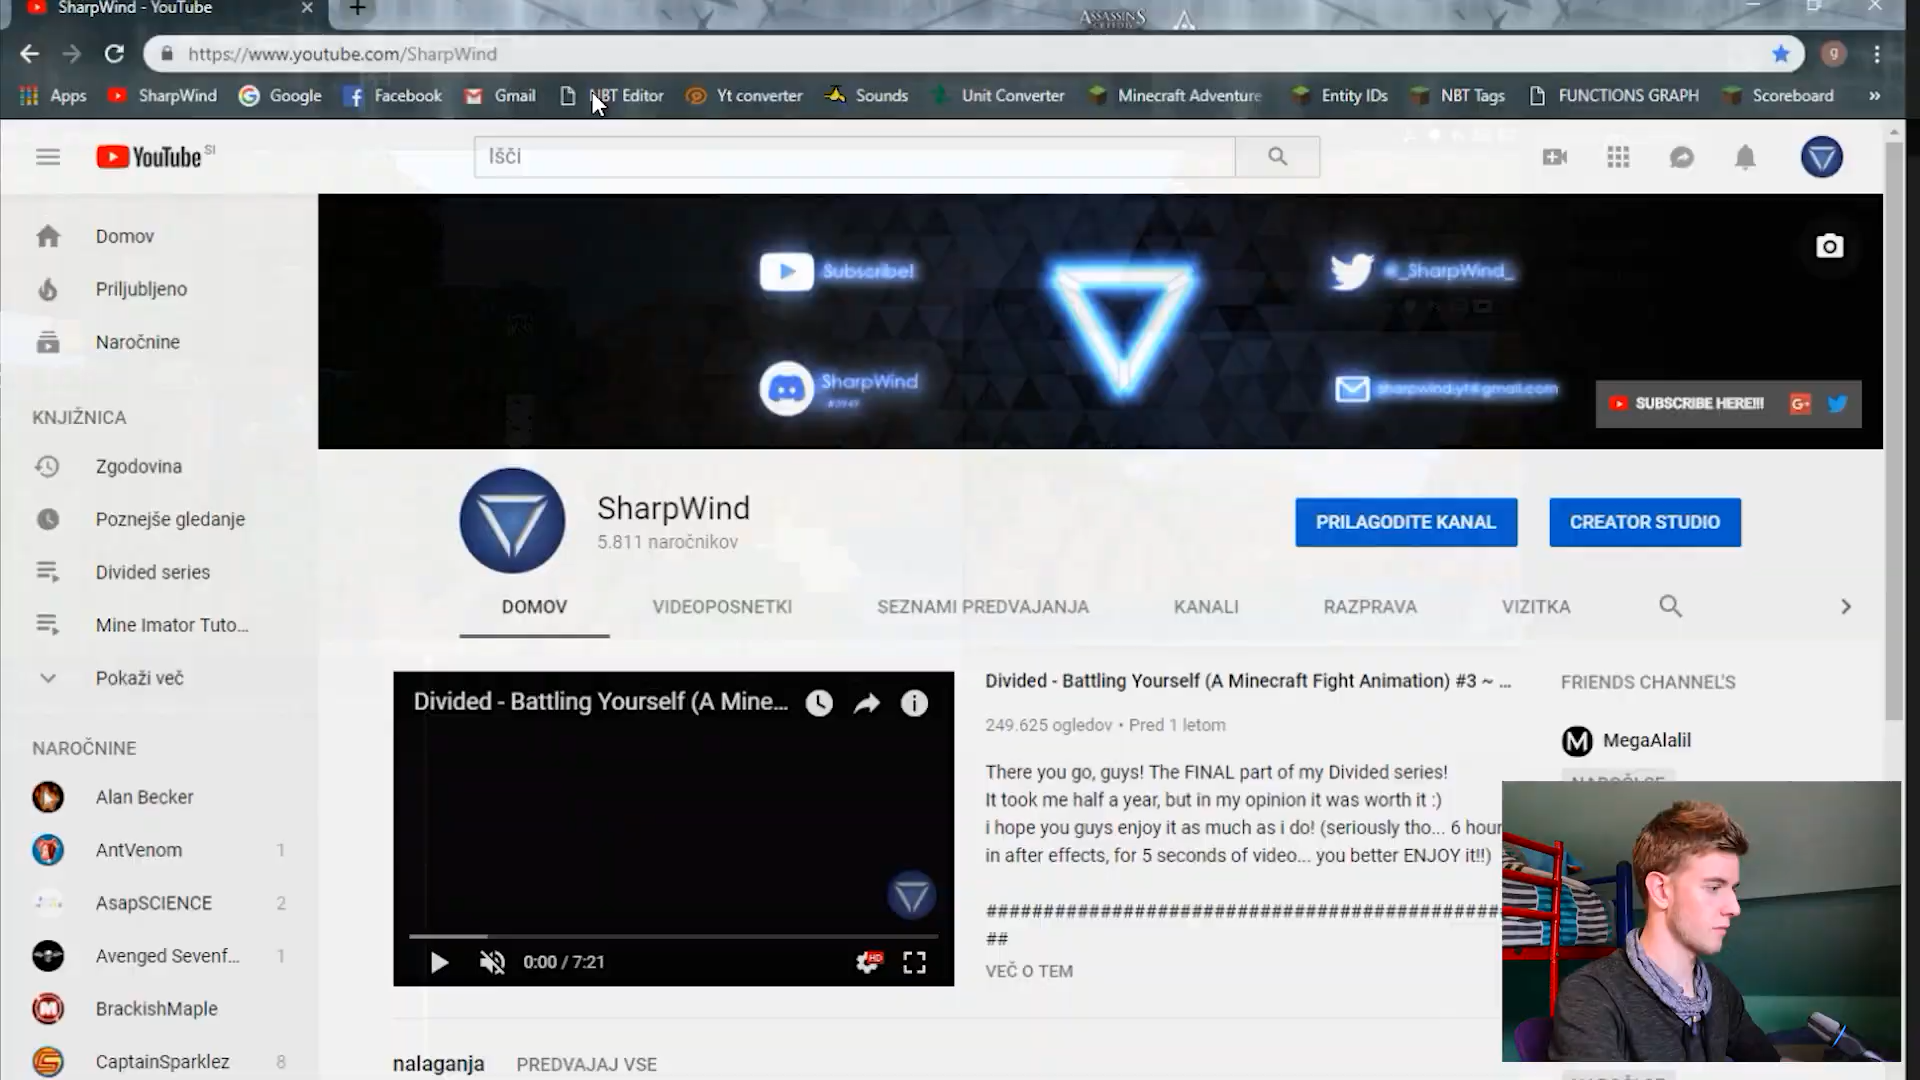 SharpWind - YouTube
ASSASSINS
https://www.youtube.com/SharpWind
g
Apps SharpWind Google Facebook Gmail NBT Editor Yt converter Sounds Unit Converter Minecraft Adventure Entity IDs NBT Tags FUNCTIONS GRAPH Scoreboard »
YouTube SI
Išči
Domov
Priljubljeno
Naročnine
KNJIŽNICA
Zgodovina
Poznejše gledanje
Divided series
Mine Imator Tuto...
Pokaži več
NAROČNINE
Alan Becker
AntVenom 1
AsapSCIENCE 2
Avenged Sevenf... 1
BrackishMaple
CaptainSparklez 8
Subscribe!
@_SharpWind_
SharpWind
sharpwind.yt@gmail.com
SUBSCRIBE HERE!!! G+
SharpWind
5.811 naročnikov
PRILAGODITE KANAL
CREATOR STUDIO
DOMOV VIDEOPOSNETKI SEZNAMI PREDVAJANJA KANALI RAZPRAVA VIZITKA
Divided - Battling Yourself (A Mine...
HD
0:00 / 7:21
Divided - Battling Yourself (A Minecraft Fight Animation) #3 ~ ...
249.625 ogledov • Pred 1 letom
There you go, guys! The FINAL part of my Divided series!
It took me half a year, but in my opinion it was worth it :)
i hope you guys enjoy it as much as i do! (seriously tho... 6 hour
in after effects, for 5 seconds of video... you better ENJOY it!!)
##############################################
##
VEČ O TEM
FRIENDS CHANNEL'S
M MegaAlalil
nalaganja PREDVAJAJ VSE